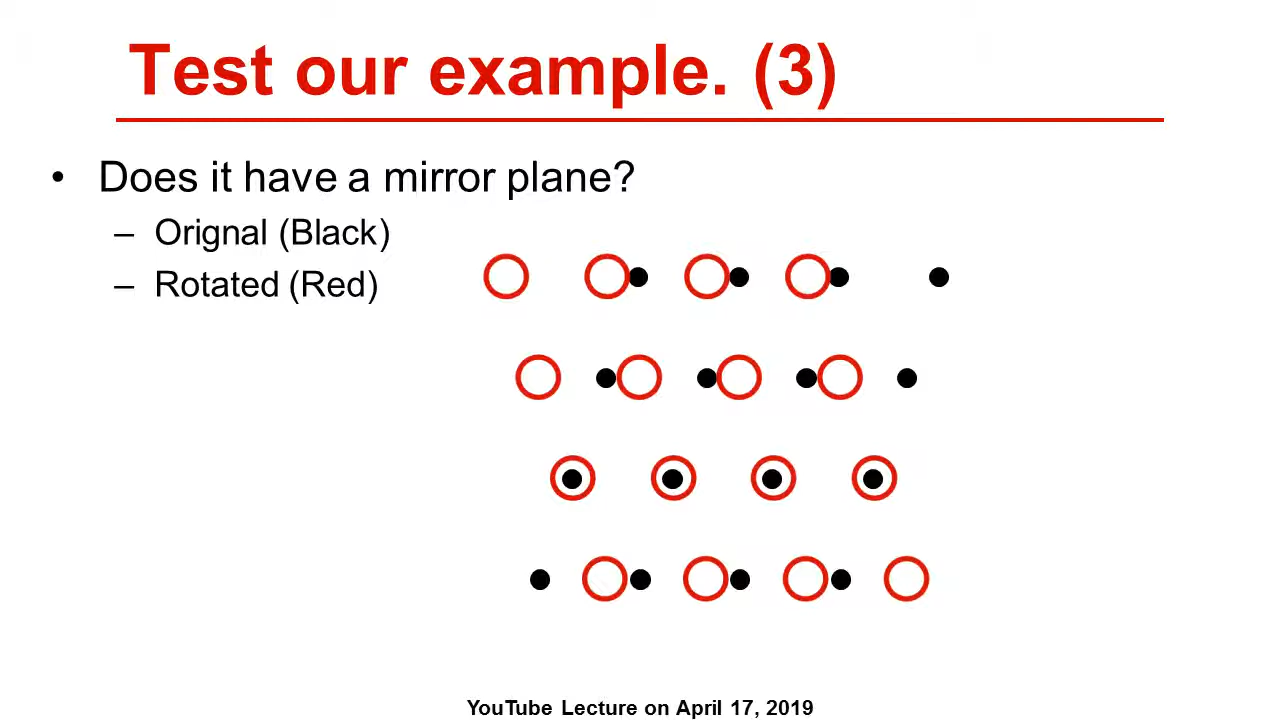 Test our example. (3)
• Does it have a mirror plane?
– Orignal (Black)
– Rotated (Red)
YouTube Lecture on April 17, 2019